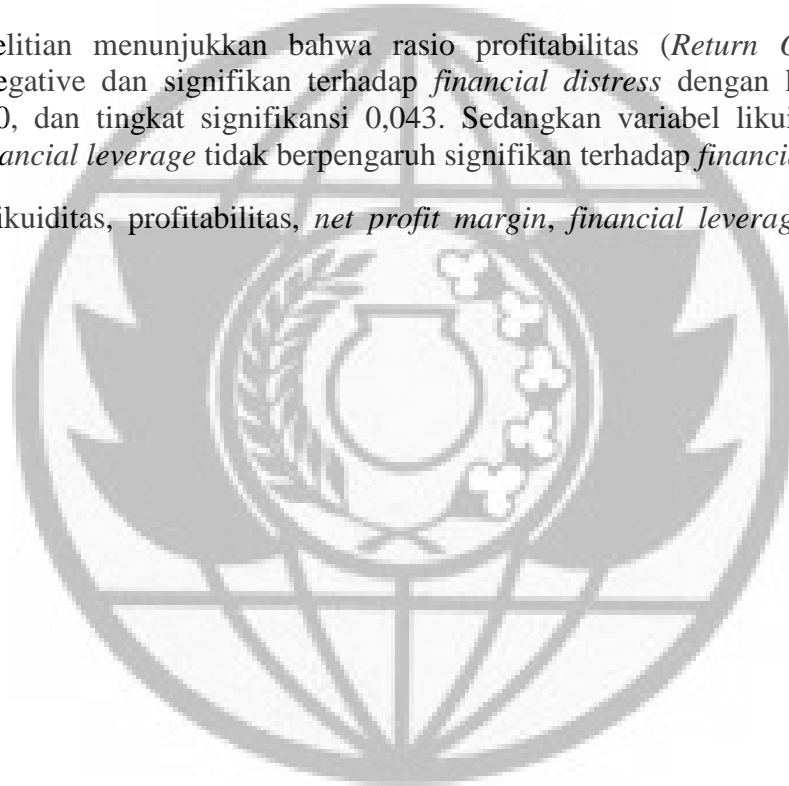 elitian menunjukkan bahwa rasio profitabilitas (Return
egative dan signifikan terhadap financial distress dengan
0, dan tingkat signifikansi 0,043. Sedangkan variabel likui
ancial leverage tidak berpengaruh signifikan terhadap financi
ikuiditas, profitabilitas, net profit margin, financial leverag